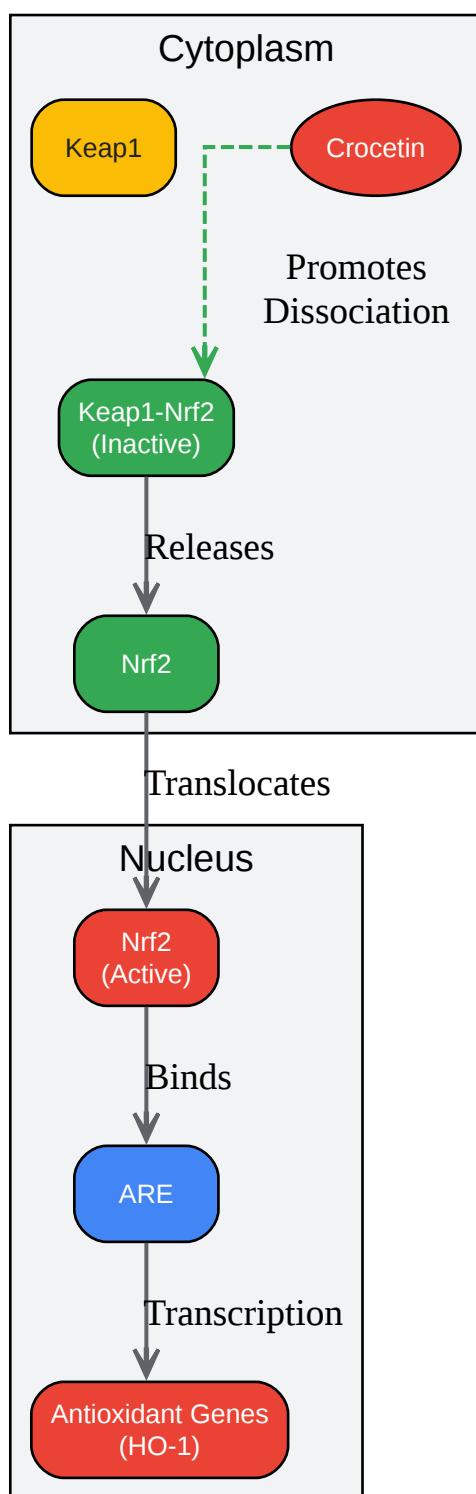 Cytoplasm
Keap1
Crocetin
Promotes
Dissociation
Keap1-Nrf2
(Inactive)
Releases
Nrf2
Translocates
Nucleus
Nrf2
(Active)
Binds
ARE
Transcription
Antioxidant Genes
(HO-1)